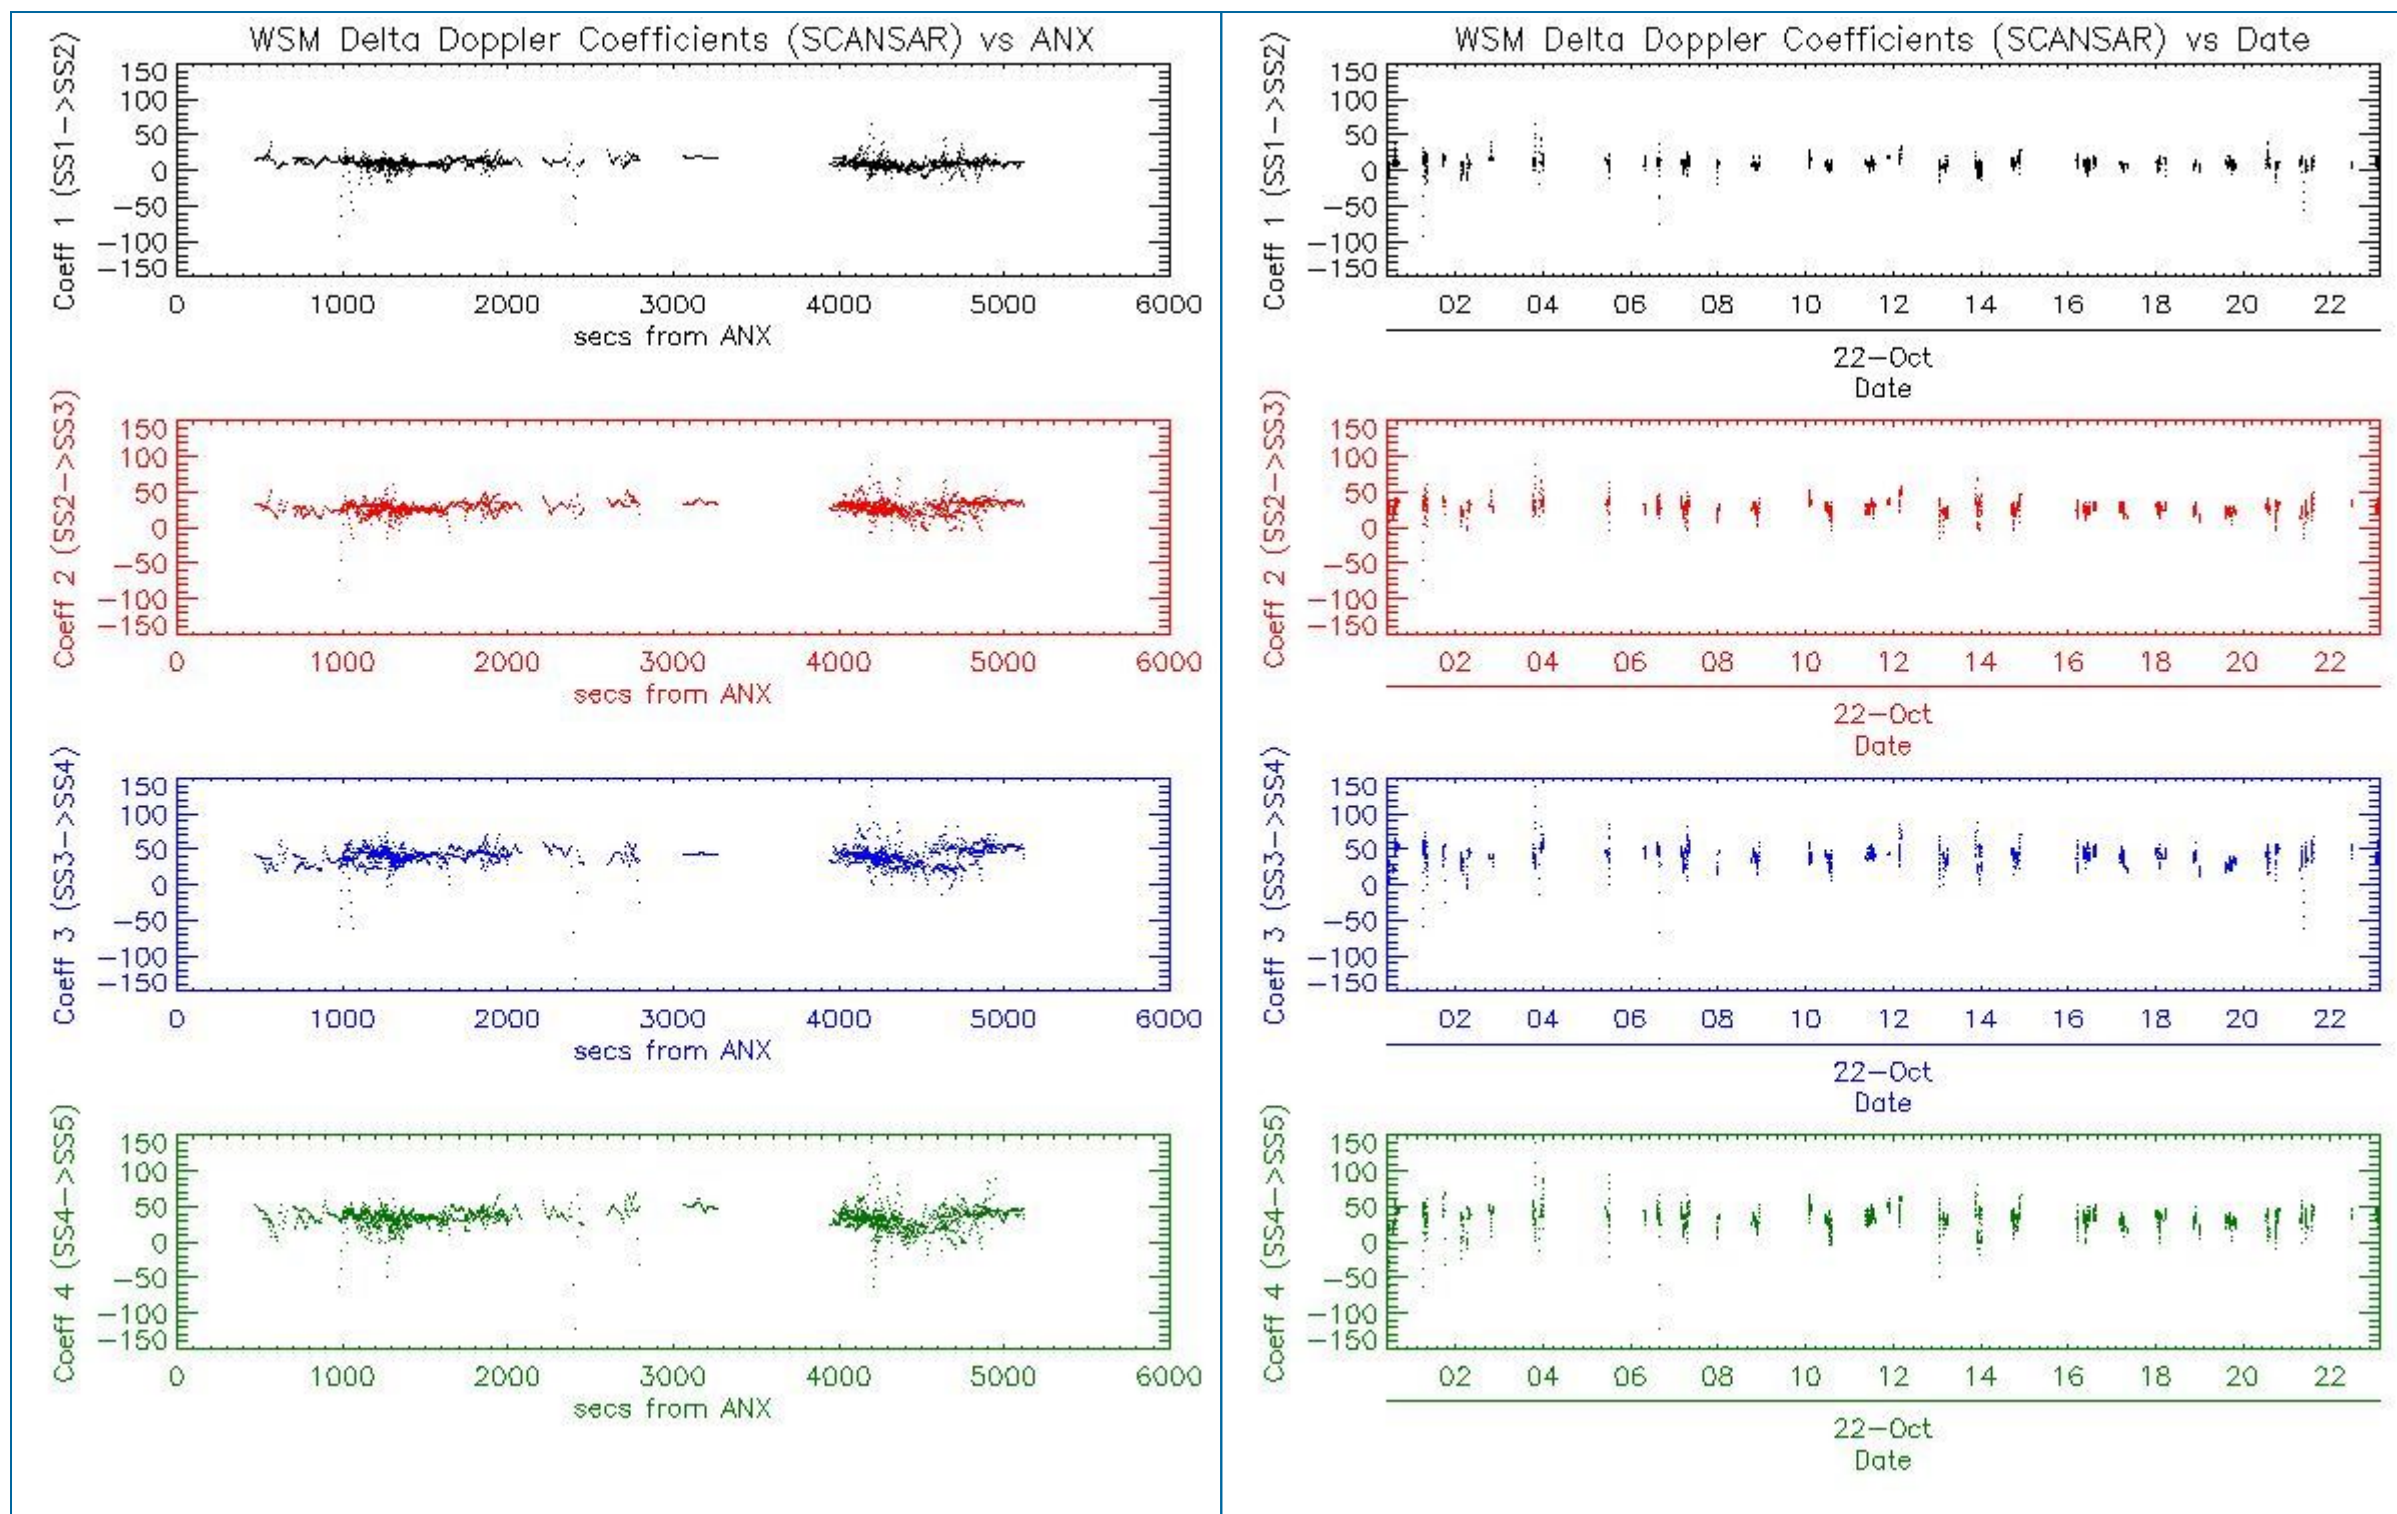 WSM Delta Doppler Coefficients (SCANSAR) vs ANX
Coeff 1 (SS1->SS2)
150
100
50
0
-50
-100
-150
0 1000 2000 3000 4000 5000 6000
secs from ANX
Coeff 2 (SS2->SS3)
150
100
50
0
-50
-100
-150
0 1000 2000 3000 4000 5000 6000
secs from ANX
Coeff 3 (SS3->SS4)
150
100
50
0
-50
-100
-150
0 1000 2000 3000 4000 5000 6000
secs from ANX
Coeff 4 (SS4->SS5)
150
100
50
0
-50
-100
-150
0 1000 2000 3000 4000 5000 6000
secs from ANX
WSM Delta Doppler Coefficients (SCANSAR) vs Date
Coeff 1 (SS1->SS2)
150
100
50
0
-50
-100
-150
02 04 06 08 10 12 14 16 18 20 22
22-Oct
Date
Coeff 2 (SS2->SS3)
150
100
50
0
-50
-100
-150
02 04 06 08 10 12 14 16 18 20 22
22-Oct
Date
Coeff 3 (SS3->SS4)
150
100
50
0
-50
-100
-150
02 04 06 08 10 12 14 16 18 20 22
22-Oct
Date
Coeff 4 (SS4->SS5)
150
100
50
0
-50
-100
-150
02 04 06 08 10 12 14 16 18 20 22
22-Oct
Date